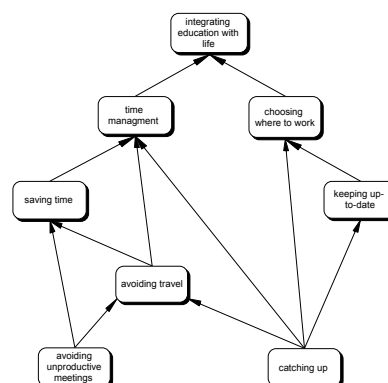 integrating
education with
life
time
managment
choosing
where to work
saving time
keeping up-
to-date
avoiding travel
avoiding
unproductive
meetings
catching up